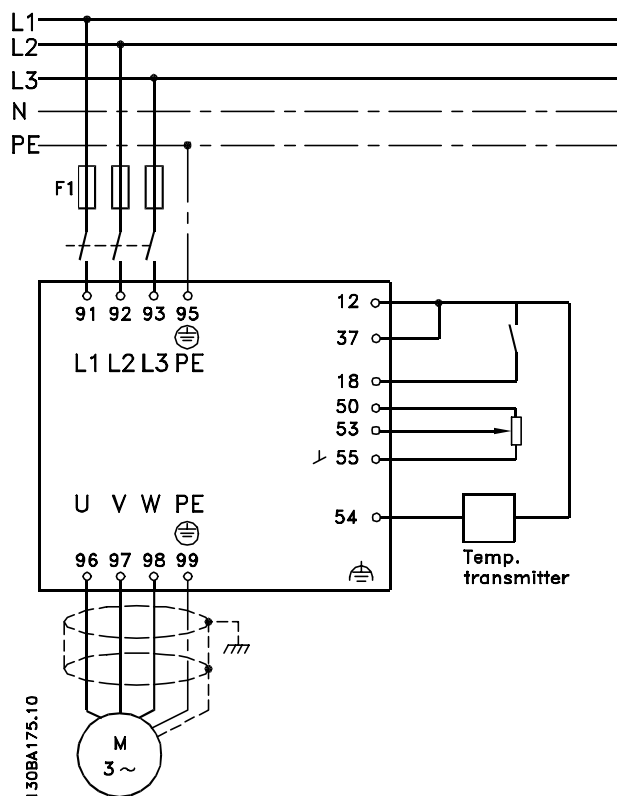 L1
L2
L3
N
PE
F1
91 92 93 95
L1 L2 L3 PE
12
37
18
50
53
55
54
U V W PE
96 97 98 99
Temp.
transmitter
M
3~
130BA175.10